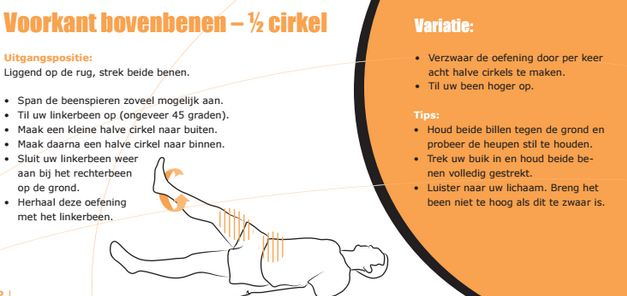 Voorkant bovenbenen – ½ cirkel
Uitgangspositie:
Liggend op de rug, strek beide benen.
• Span de beenspieren zoveel mogelijk aan.
• Til uw linkerbeen op (ongeveer 45 graden).
• Maak een kleine halve cirkel naar buiten.
• Maak daarna een halve cirkel naar binnen.
• Sluit uw linkerbeen weer
aan bij het rechterbeen
op de grond.
• Herhaal deze oefening
met het linkerbeen.
Variatie:
• Verzwaar de oefening door per keer
acht halve cirkels te maken.
• Til uw been hoger op.
Tips:
• Houd beide billen tegen de grond en
probeer de heupen stil te houden.
• Trek uw buik in en houd beide be-
nen volledig gestrekt.
• Luister naar uw lichaam. Breng het
been niet te hoog als dit te zwaar is.